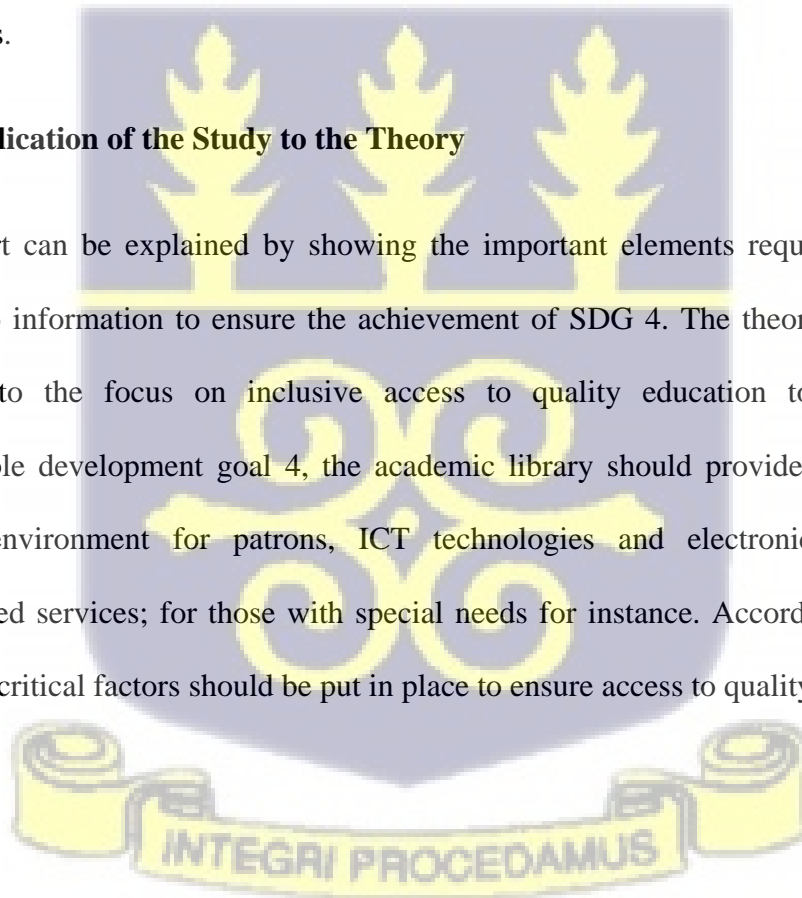 s.
lication of the Study to the Theory
rt can be explained by showing the important elements requ
information to ensure the achievement of SDG 4. The theor
to the focus on inclusive access to quality education to
le development goal 4, the academic library should provide
environment for patrons, ICT technologies and electronic
ed services; for those with special needs for instance. Accord
critical factors should be put in place to ensure access to quality
INTEGRI PROCEDAMUS